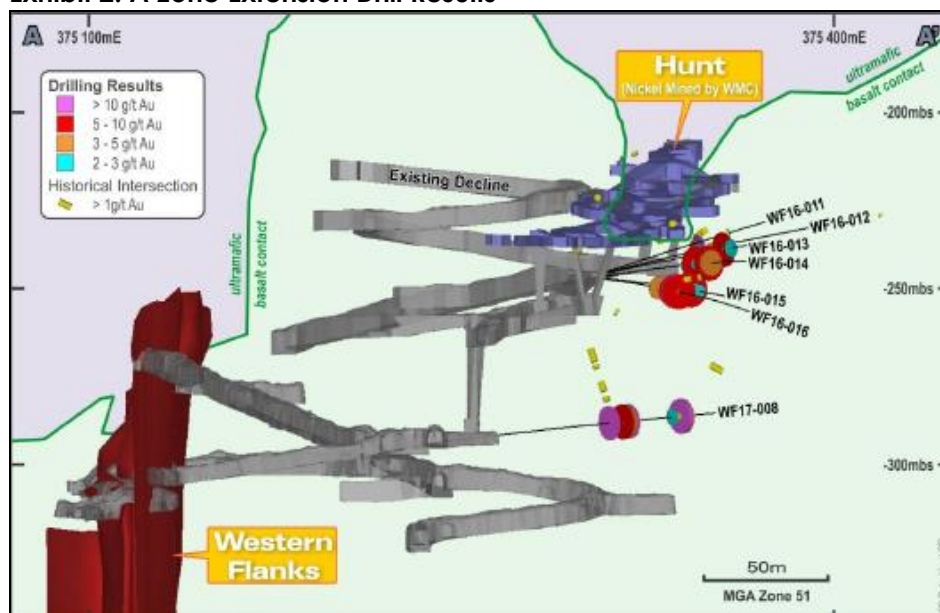 Exhibit 2: A Zone Extension Drill Results
A
375 100mE
375 400mE
A'
Hunt
(Nickel Mined by WMC)
ultramafic
basalt contact
Drilling Results
> 10 g/t Au
5 - 10 g/t Au
3 - 5 g/t Au
2 - 3 g/t Au
Historical Intersection
> 1g/t Au
-200mbs
Existing Decline
WF16-011
WF16-012
WF16-013
WF16-014
ultramafic
basalt contact
-250mbs
WF16-015
WF16-016
WF17-008
-300mbs
Western
Flanks
50m
MGA Zone 51